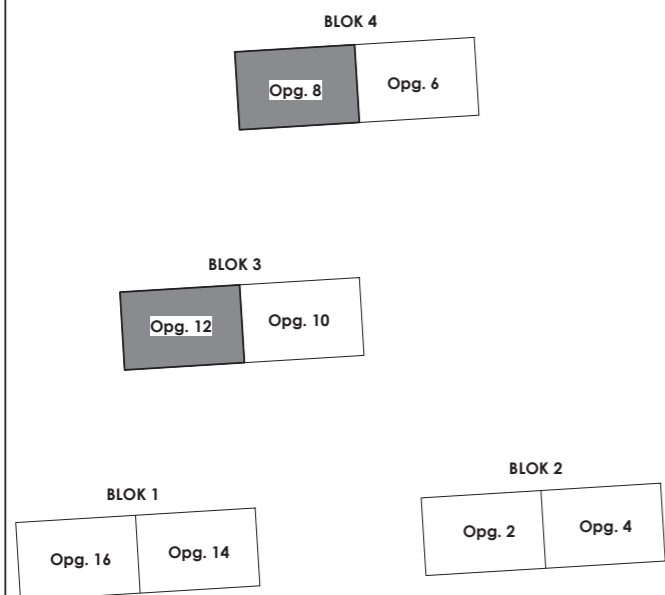 BLOK 4
Opg. 8
Opg. 6
BLOK 3
Opg. 12
Opg. 10
BLOK 1
Opg. 16
Opg. 14
BLOK 2
Opg. 2
Opg. 4